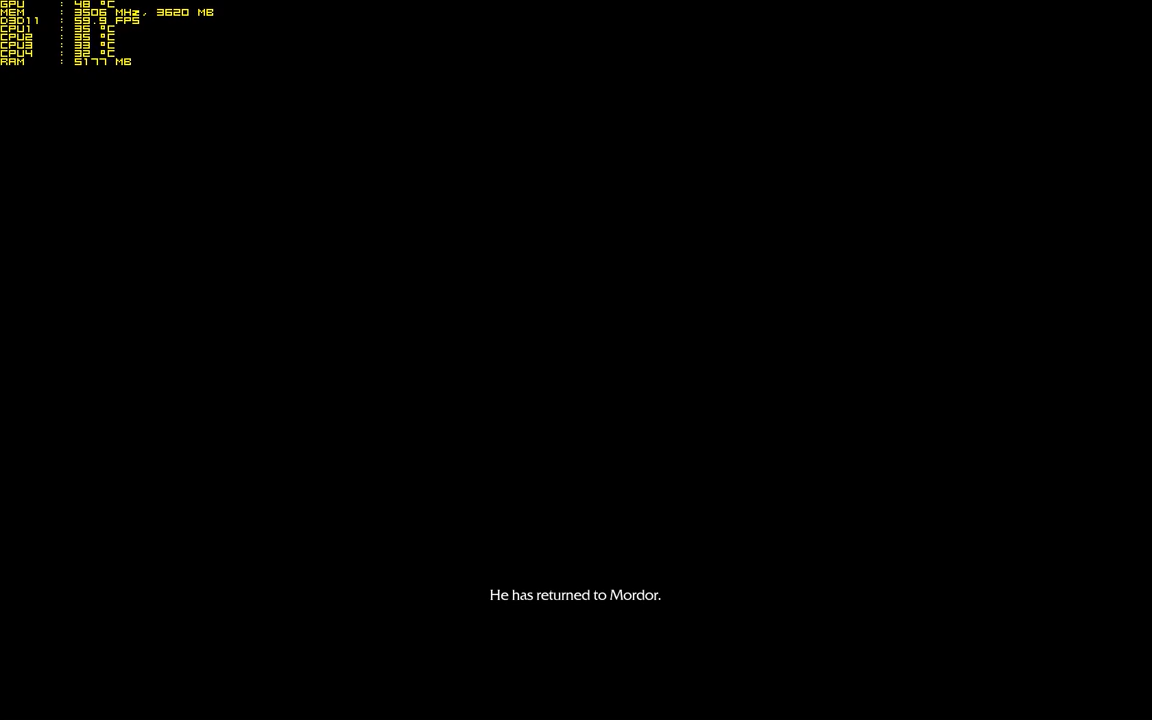 GPU : 48 °C
MEM : 3506 MHz, 3620 MB
D3D11 : 59.9 FPS
CPU1 : 35 °C
CPU2 : 35 °C
CPU3 : 33 °C
CPU4 : 32 °C
RAM : 5177 MB
He has returned to Mordor.